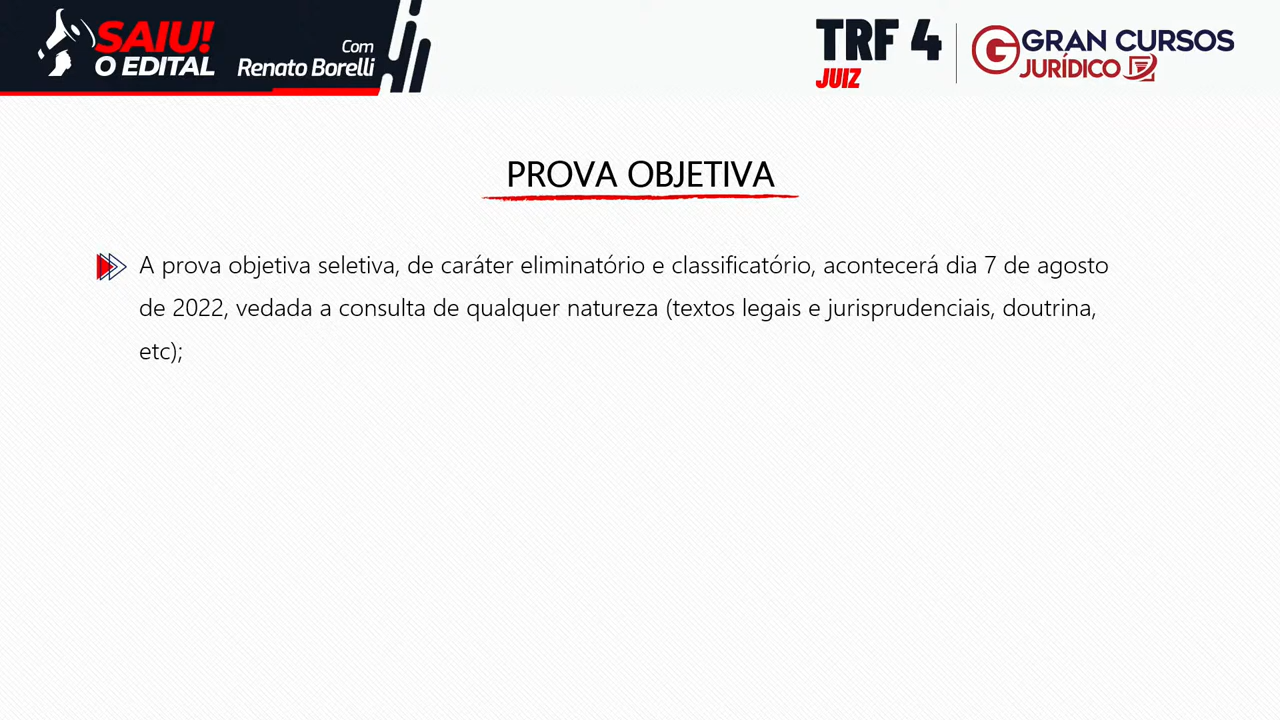 SAIU!
O EDITAL
Com
Renato Borelli
TRF 4
JUIZ
GRAN CURSOS
JURÍDICO
PROVA OBJETIVA
A prova objetiva seletiva, de caráter eliminatório e classificatório, acontecerá dia 7 de agosto
de 2022, vedada a consulta de qualquer natureza (textos legais e jurisprudenciais, doutrina,
etc);